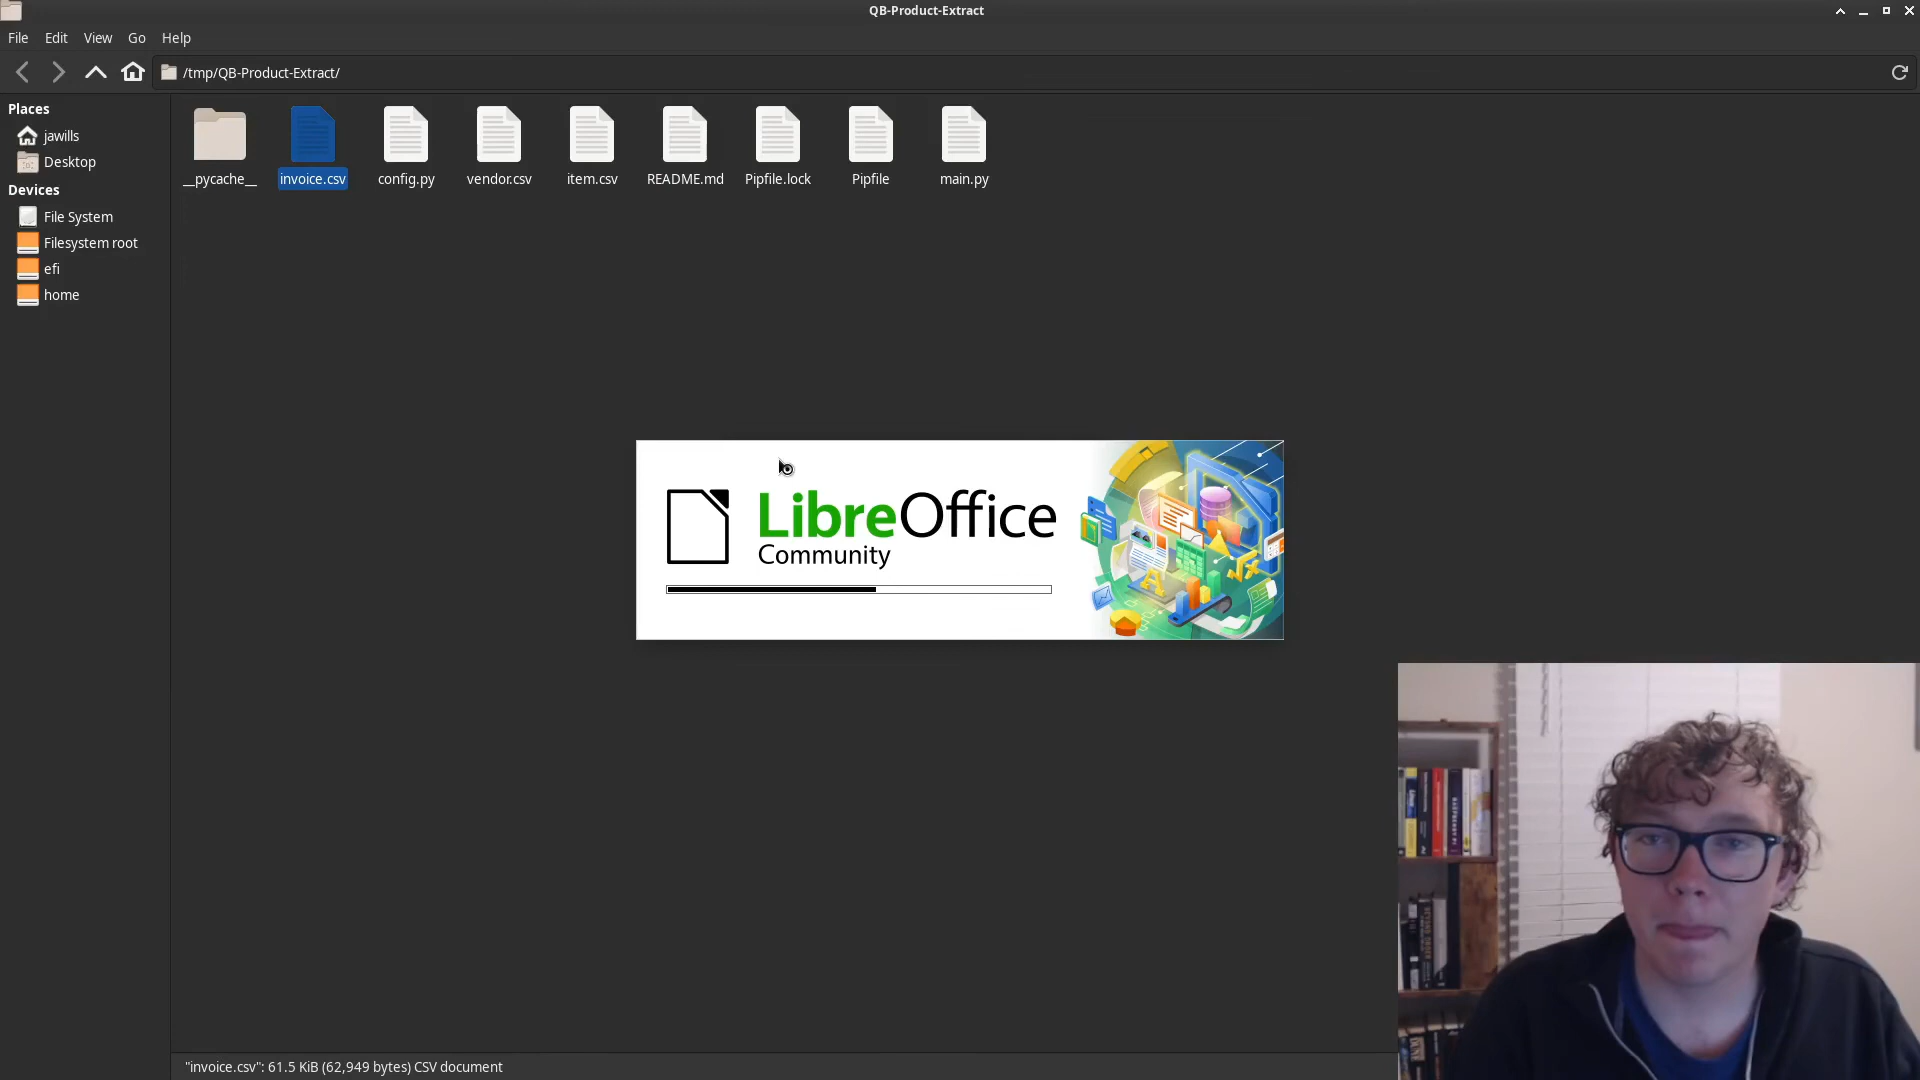 QB-Product-Extract
File Edit View Go Help
/tmp/QB-Product-Extract/
Places
jawills
Desktop
Devices
File System
Filesystem root
efi
home
__pycache__ invoice.csv config.py vendor.csv item.csv README.md Pipfile.lock Pipfile main.py
LibreOffice
Community
"invoice.csv": 61.5 KiB (62,949 bytes) CSV document